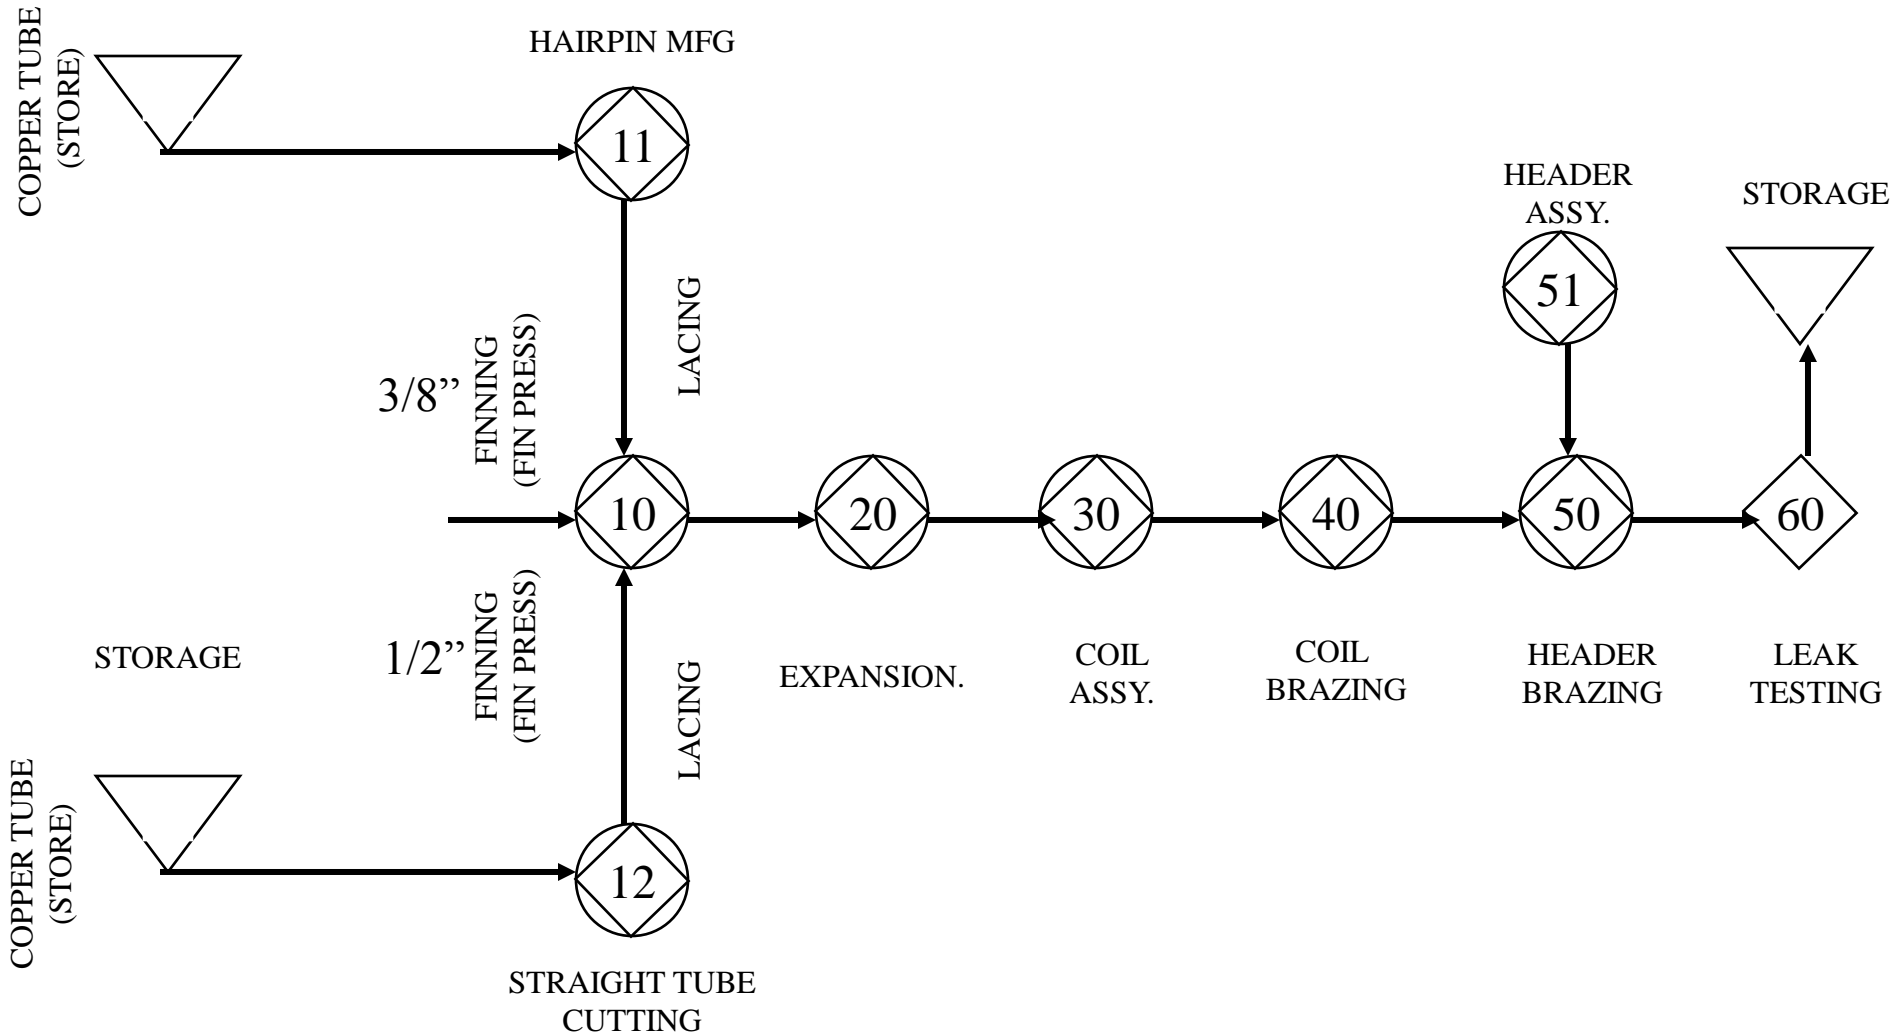 COPPER TUBE
(STORE)
HAIRPIN MFG
11
LACING
3/8”
FINNING
(FIN PRESS)
HEADER
ASSY.
51
STORAGE
10
20
30
40
50
60
STORAGE
1/2”
FINNING
(FIN PRESS)
LACING
EXPANSION.
COIL
ASSY.
COIL
BRAZING
HEADER
BRAZING
LEAK
TESTING
COPPER TUBE
(STORE)
12
STRAIGHT TUBE
CUTTING